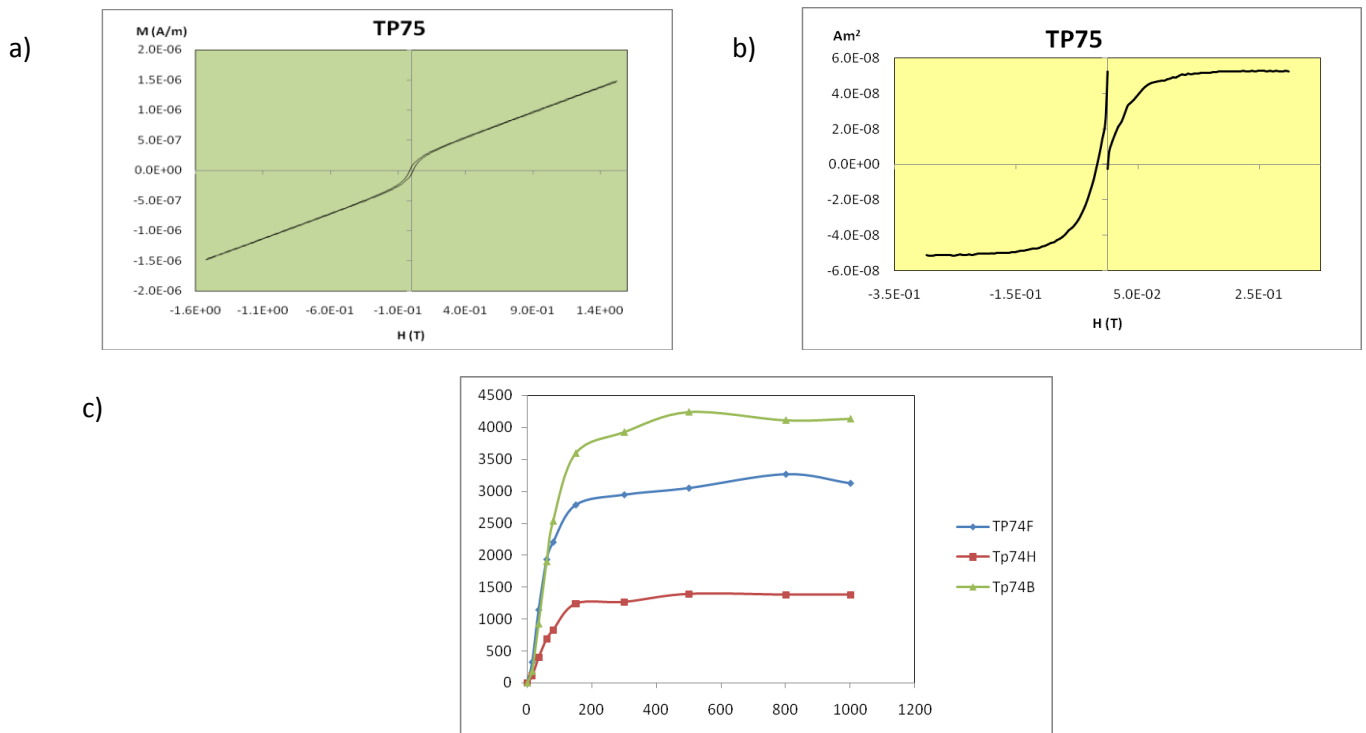 a)
M (A/m)
TP75
2.0E-06
1.5E-06
1.0E-06
5.0E-07
0.0E+00
-5.0E-07
-1.0E-06
-1.5E-06
-2.0E-06
-1.6E+00 -1.1E+00 -6.0E-01 -1.0E-01 4.0E-01 9.0E-01 1.4E+00
H (T)
b)
Am²
TP75
6.0E-08
4.0E-08
2.0E-08
0.0E+00
-2.0E-08
-4.0E-08
-6.0E-08
-3.5E-01 -1.5E-01 5.0E-02 2.5E-01
H (T)
c)
4500
4000
3500
3000
2500
2000
1500
1000
500
0
0 200 400 600 800 1000 1200
TP74F
Tp74H
Tp74B